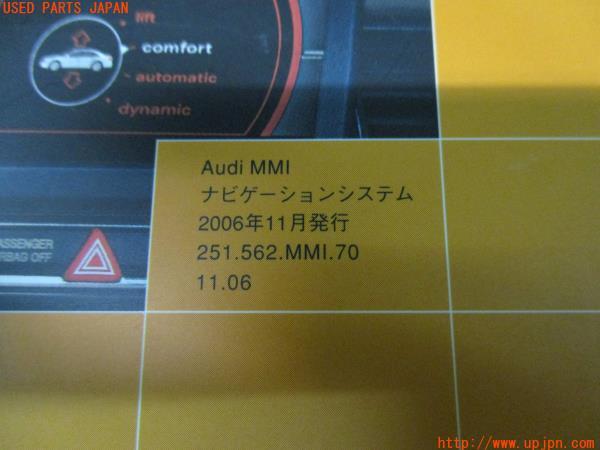 USED PARTS JAPAN
lift
comfort
automatic
dynamic
Audi MMI
ナビゲーションシステム
2006年11月発行
251.562.MMI.70
11.06
PASSENGER
AIRBAG OFF
http://www.upjpn.com/